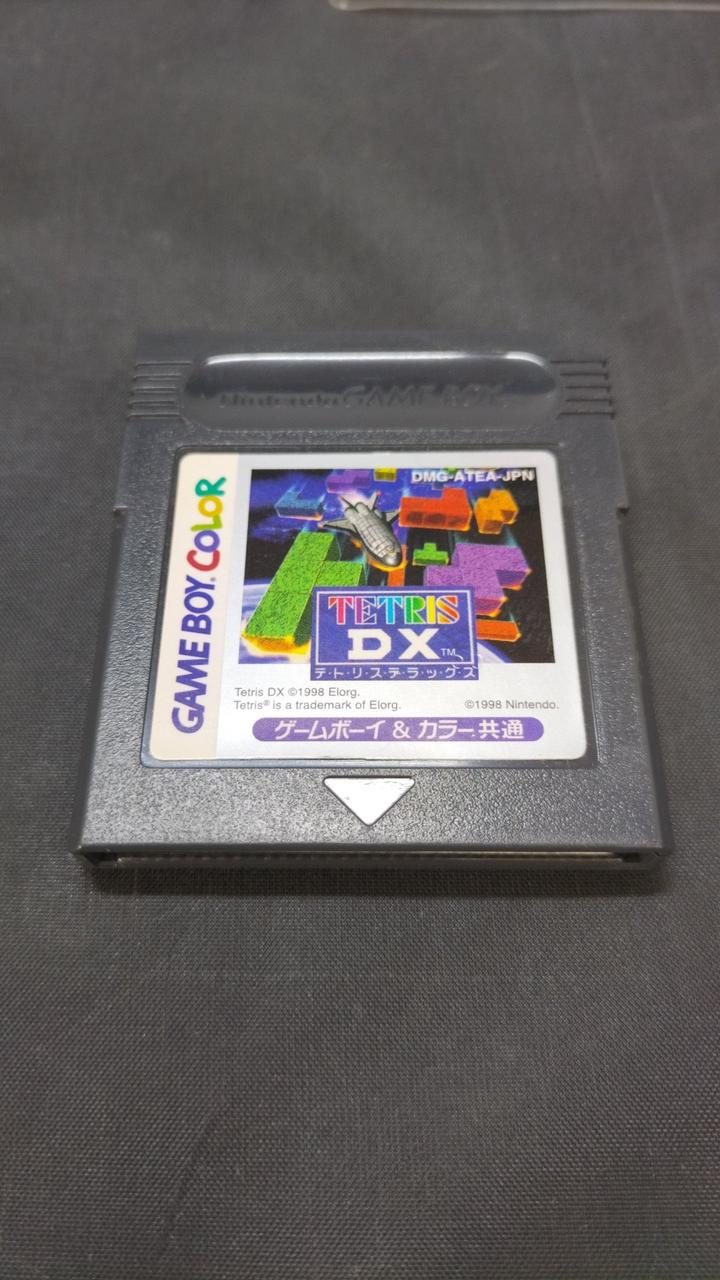 Nintendo GAME BOY
GAME BOY COLOR
DMG-ATEA-JPN
TETRIS
DX TM
テ・ト・リ・ス・デ・ラ・ッ・ク・ス
Tetris DX ©1998 Elorg.
Tetris® is a trademark of Elorg.
©1998 Nintendo.
ゲームボーイ & カラー共通